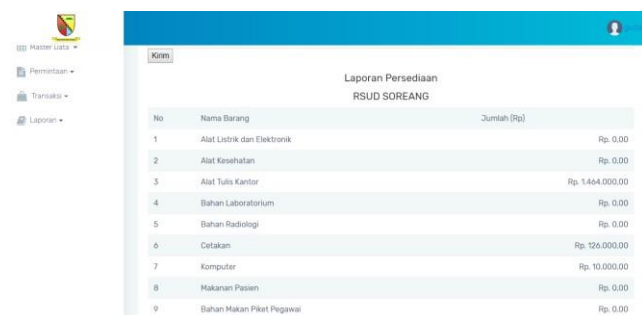 Master Data
Kirim
Permintaan
Laporan Persediaan
Transaksi
RSUD SOREANG
Laporan
No Nama Barang Jumlah (Rp)
1 Alat Listrik dan Elektronik Rp. 0,00
2 Alat Kesehatan Rp. 0,00
3 Alat Tulis Kantor Rp. 1.464.000,00
4 Bahan Laboratorium Rp. 0,00
5 Bahan Radiologi Rp. 0,00
6 Cetakan Rp. 126.000,00
7 Komputer Rp. 10.000,00
8 Makanan Pasien Rp. 0,00
9 Bahan Makan Piket Pegawai Rp. 0,00